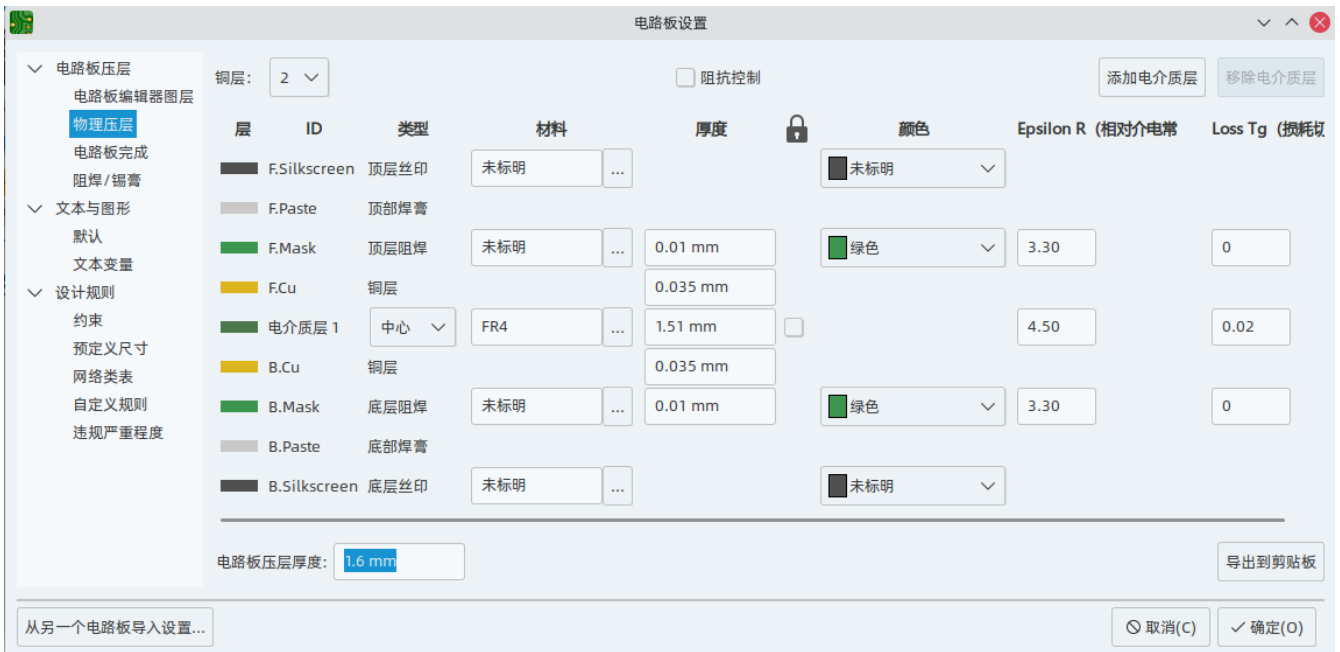 电路板设置
电路板压层
电路板编辑器图层
物理压层
电路板完成
阻焊/锡膏
文本与图形
默认
文本变量
设计规则
约束
预定义尺寸
网络类表
自定义规则
违规严重程度
铜层: 2 阻抗控制 添加电介质层 移除电介质层
层 ID 类型 材料 厚度 颜色 Epsilon R (相对介电常 Loss Tg (损耗切
F.Silkscreen 顶层丝印 未标明 ... 未标明
F.Paste 顶部焊膏
F.Mask 顶层阻焊 未标明 ... 0.01 mm 绿色 3.30 0
F.Cu 铜层 0.035 mm
电介质层 1 中心 FR4 ... 1.51 mm 4.50 0.02
B.Cu 铜层 0.035 mm
B.Mask 底层阻焊 未标明 ... 0.01 mm 绿色 3.30 0
B.Paste 底部焊膏
B.Silkscreen 底层丝印 未标明 ... 未标明
电路板压层厚度: 1.6 mm 导出到剪贴板
从另一个电路板导入设置... 取消(C) 确定(O)